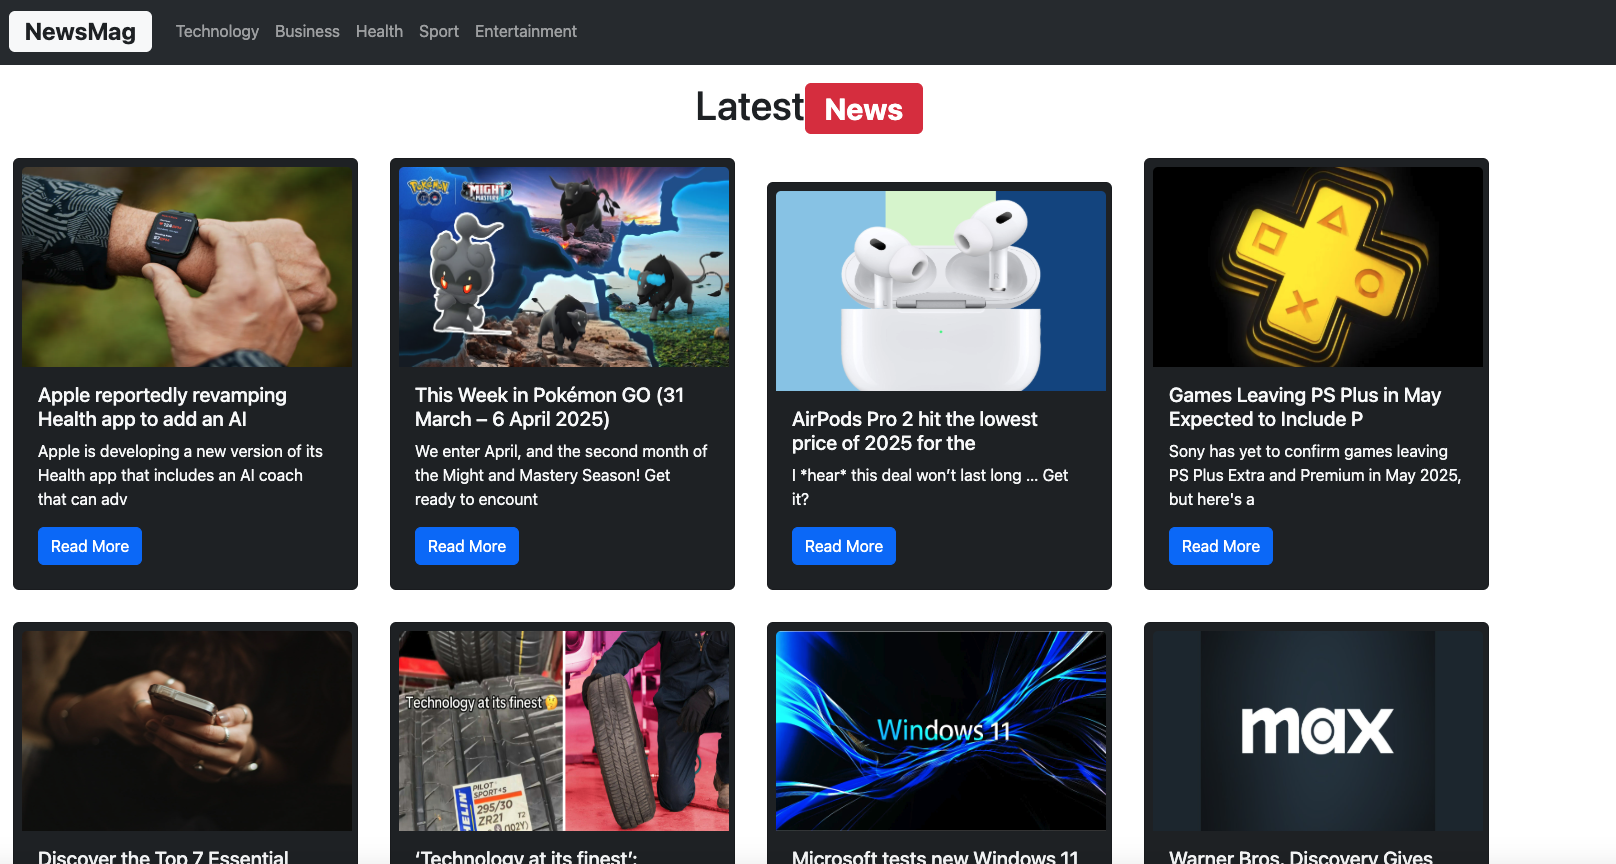 NewsMag
Technology Business Health Sport Entertainment
Latest News
POKÉMON GO
MIGHT
MASTERY
Apple reportedly revamping
Health app to add an AI
Apple is developing a new version of its
Health app that includes an AI coach
that can adv
Read More
This Week in Pokémon GO (31
March – 6 April 2025)
We enter April, and the second month of
the Might and Mastery Season! Get
ready to encount
Read More
AirPods Pro 2 hit the lowest
price of 2025 for the
I *hear* this deal won’t last long ... Get
it?
Read More
Games Leaving PS Plus in May
Expected to Include P
Sony has yet to confirm games leaving
PS Plus Extra and Premium in May 2025,
but here's a
Read More
Technology at its finest
PILOT
SPORT 4S
295/30
ZR21
Windows 11
max
Discover the Top 7 Essential
‘Technology at its finest’:
Microsoft tests new Windows 11
Warner Bros. Discovery Gives